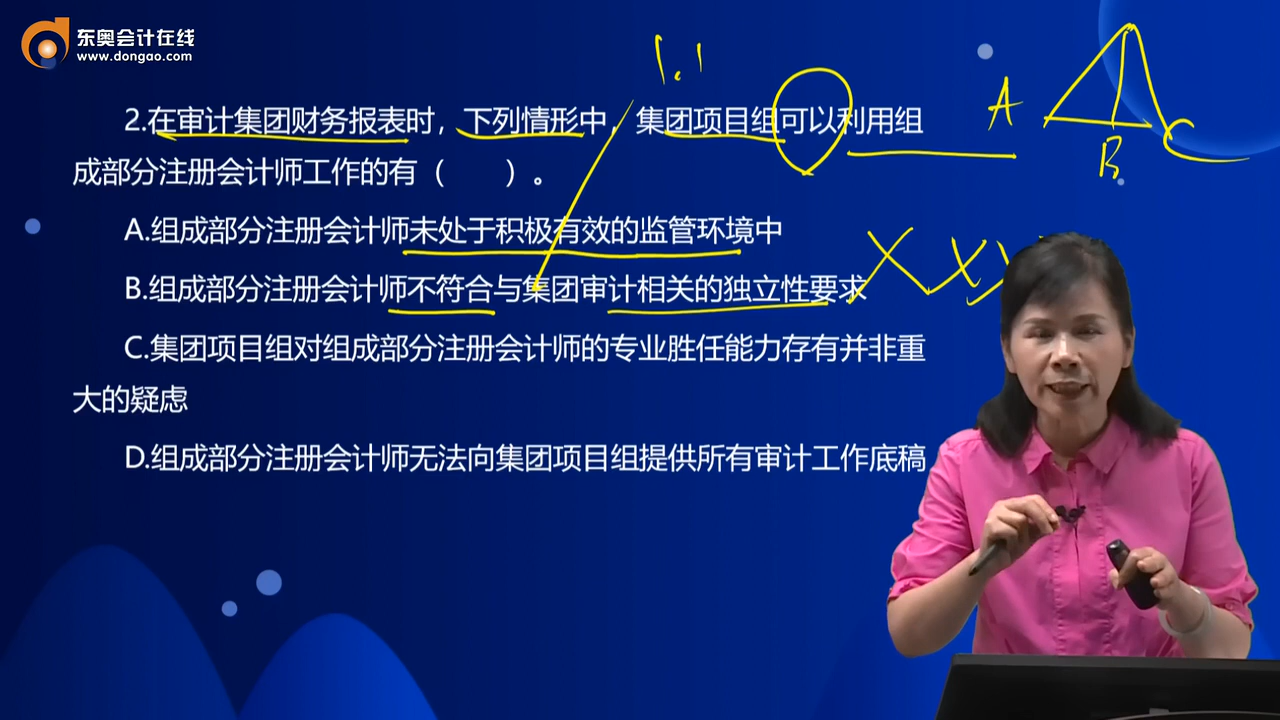 东奥会计在线
www.dongao.com
1.1
2.在审计集团财务报表时，下列情形中，集团项目组可以利用组
成部分注册会计师工作的有（　　）。
A
B
C
A.组成部分注册会计师未处于积极有效的监管环境中
B.组成部分注册会计师不符合与集团审计相关的独立性要求
C.集团项目组对组成部分注册会计师的专业胜任能力存有并非重
大的疑虑
D.组成部分注册会计师无法向集团项目组提供所有审计工作底稿